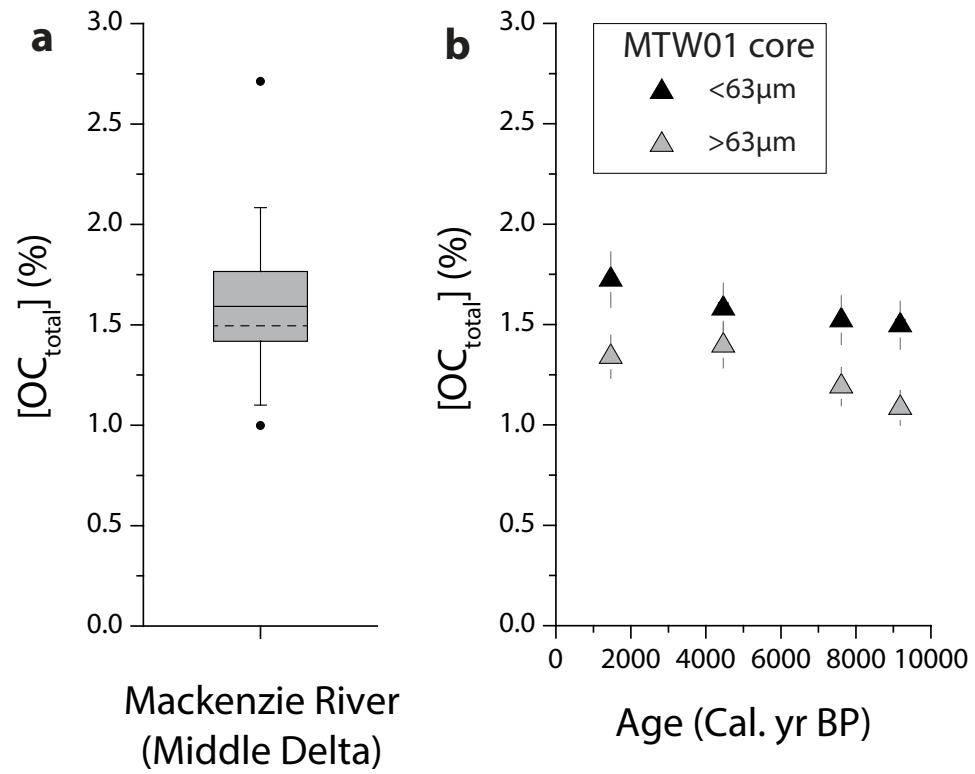 a
3.0
2.5
2.0
1.5
1.0
0.5
0.0
[OCtotal] (%)
Mackenzie River
(Middle Delta)
b
3.0
2.5
2.0
1.5
1.0
0.5
0.0
[OCtotal] (%)
MTW01 core
<63µm
>63µm
0 2000 4000 6000 8000 10000
Age (Cal. yr BP)